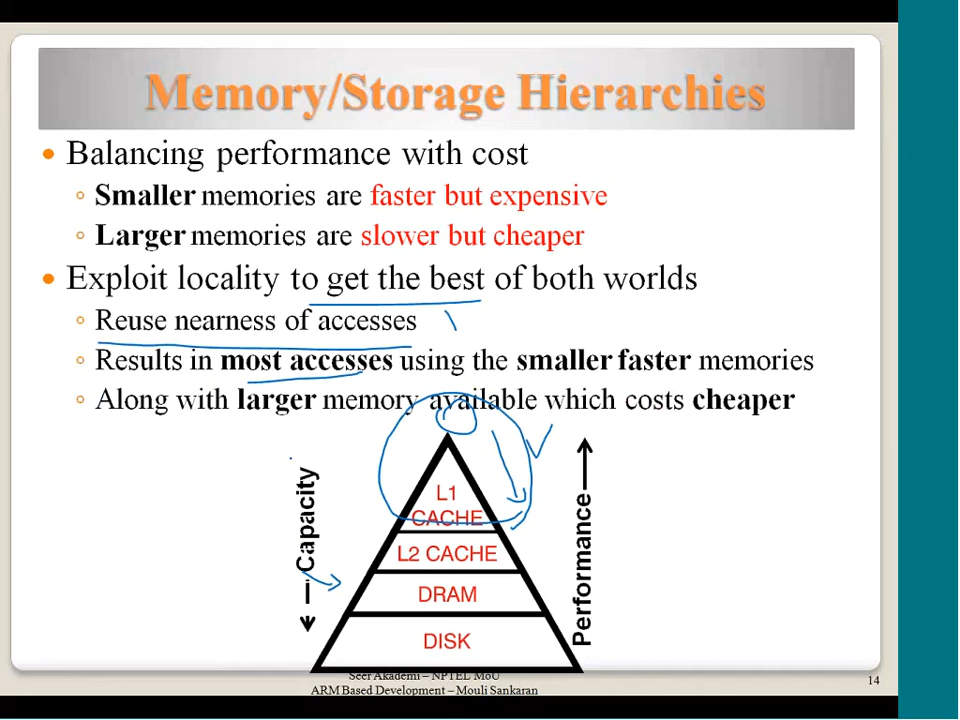 Memory/Storage Hierarchies
Balancing performance with cost
Smaller memories are faster but expensive
Larger memories are slower but cheaper
Exploit locality to get the best of both worlds
Reuse nearness of accesses
Results in most accesses using the smaller faster memories
Along with larger memory available which costs cheaper
Capacity
L1
CACHE
L2 CACHE
DRAM
DISK
Performance
Seer Akademi – NPTEL MoU
ARM Based Development – Mouli Sankaran
14